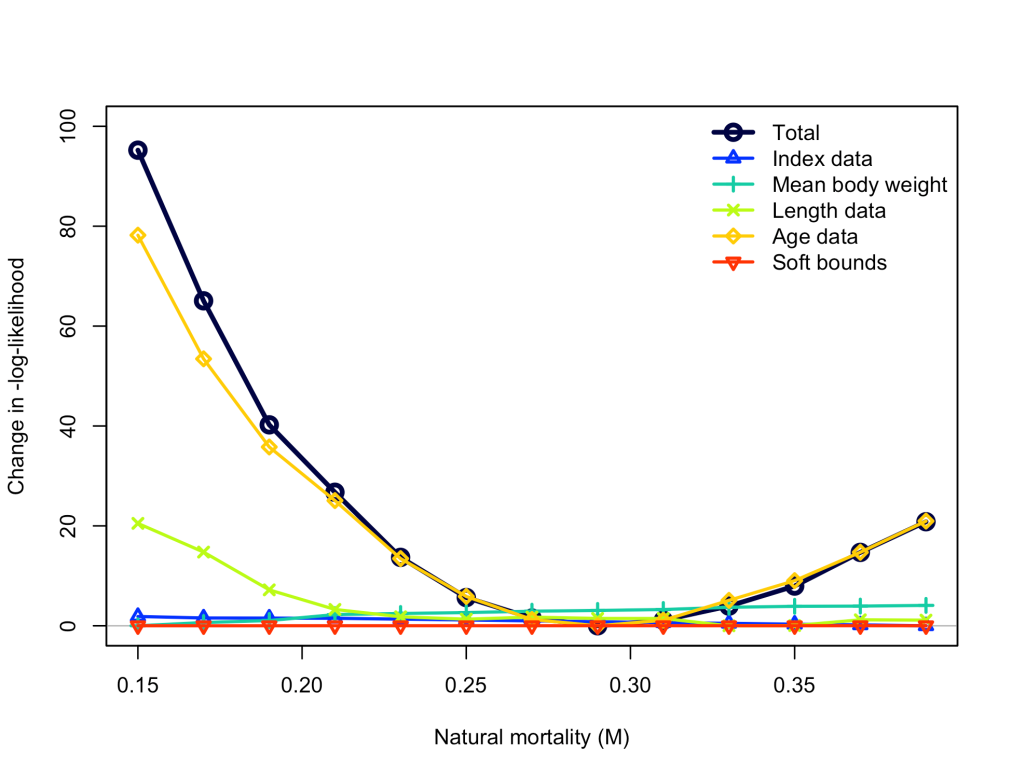 100
80
60
40
20
0
Change in -log-likelihood
Total
Index data
Mean body weight
Length data
Age data
Soft bounds
0.15
0.20
0.25
0.30
0.35
Natural mortality (M)